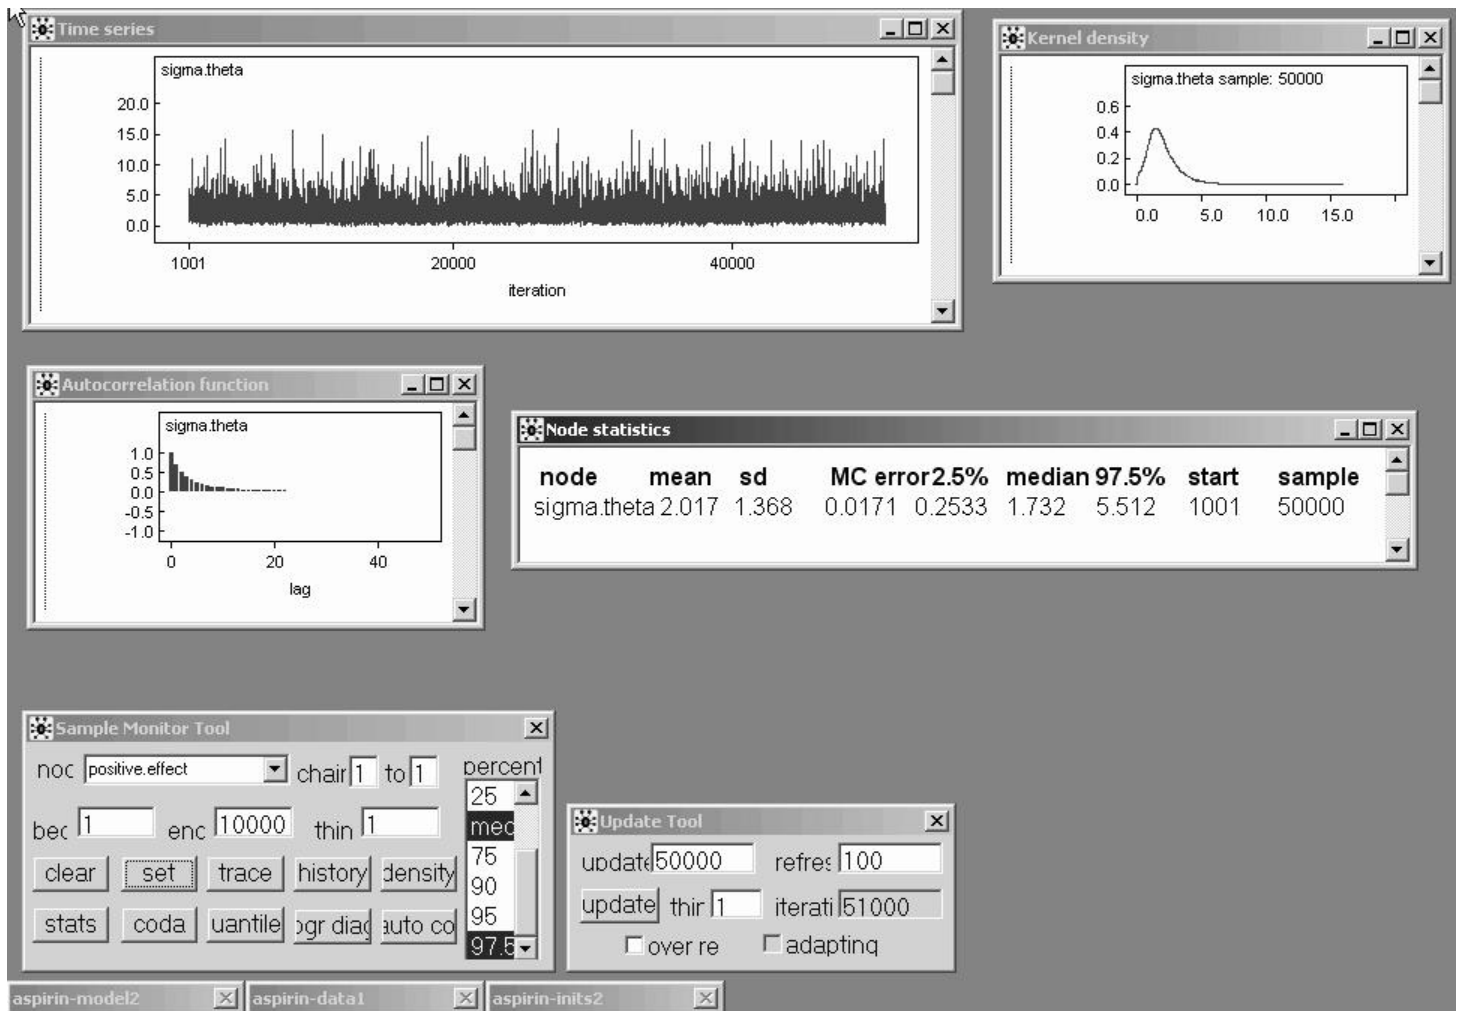 Time series
sigma.theta
20.0
15.0
10.0
5.0
0.0
1001 20000 40000
iteration
Kernel density
sigma.theta sample: 50000
0.6
0.4
0.2
0.0
0.0 5.0 10.0 15.0
Autocorrelation function
sigma.theta
1.0
0.5
0.0
-0.5
-1.0
0 20 40
lag
Node statistics
node mean sd MC error 2.5% median 97.5% start sample
sigma.theta 2.017 1.368 0.0171 0.2533 1.732 5.512 1001 50000
Sample Monitor Tool
noc positive.effect chair 1 to 1 percent
bec 1 enc 10000 thin 1
25
med
75
90
95
97.5
clear set trace history density
stats coda uantile ogr diag auto co
Update Tool
update 50000 refres 100
update thir 1 iterati 51000
over re adapting
aspirin-model2 aspirin-data1 aspirin-inits2